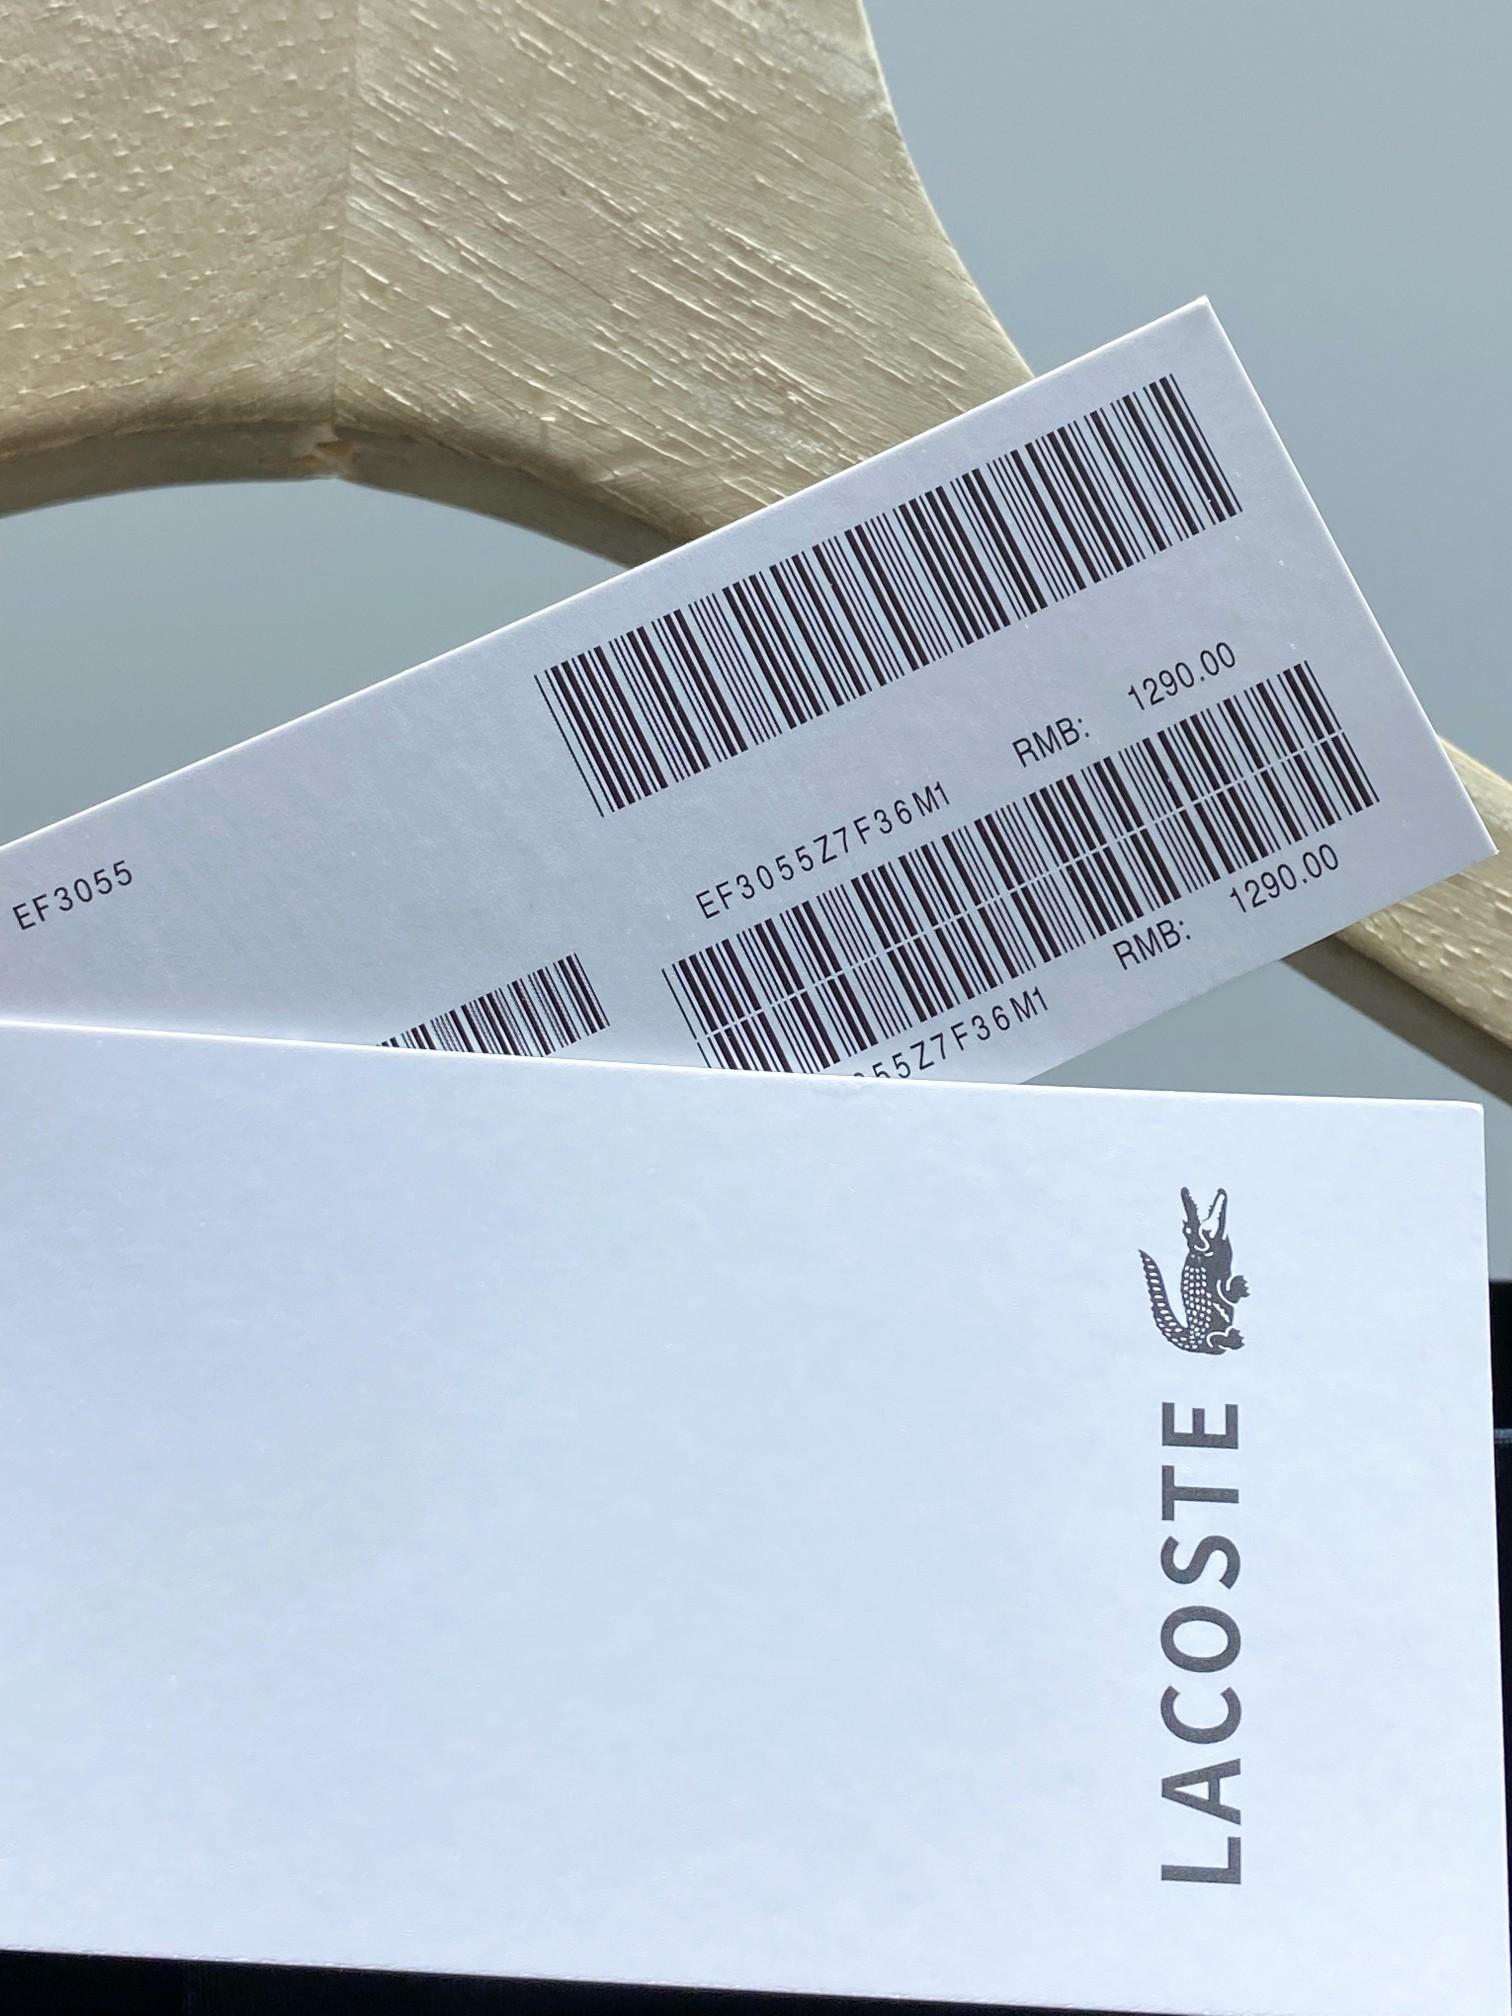 EF3055
EF3055Z7F36M1 RMB: 1290.00
55Z7F36M1 RMB: 1290.00
LACOSTE